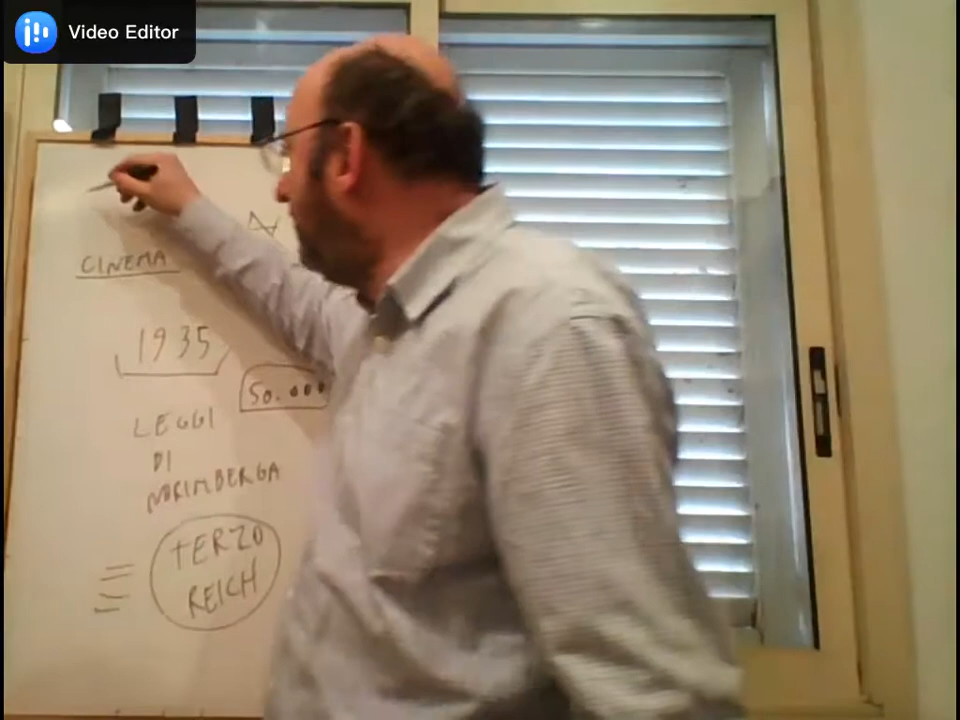 Video Editor
CINEMA
1935
50.000
LEGGI
DI
NORIMBERGA
TERZO
REICH